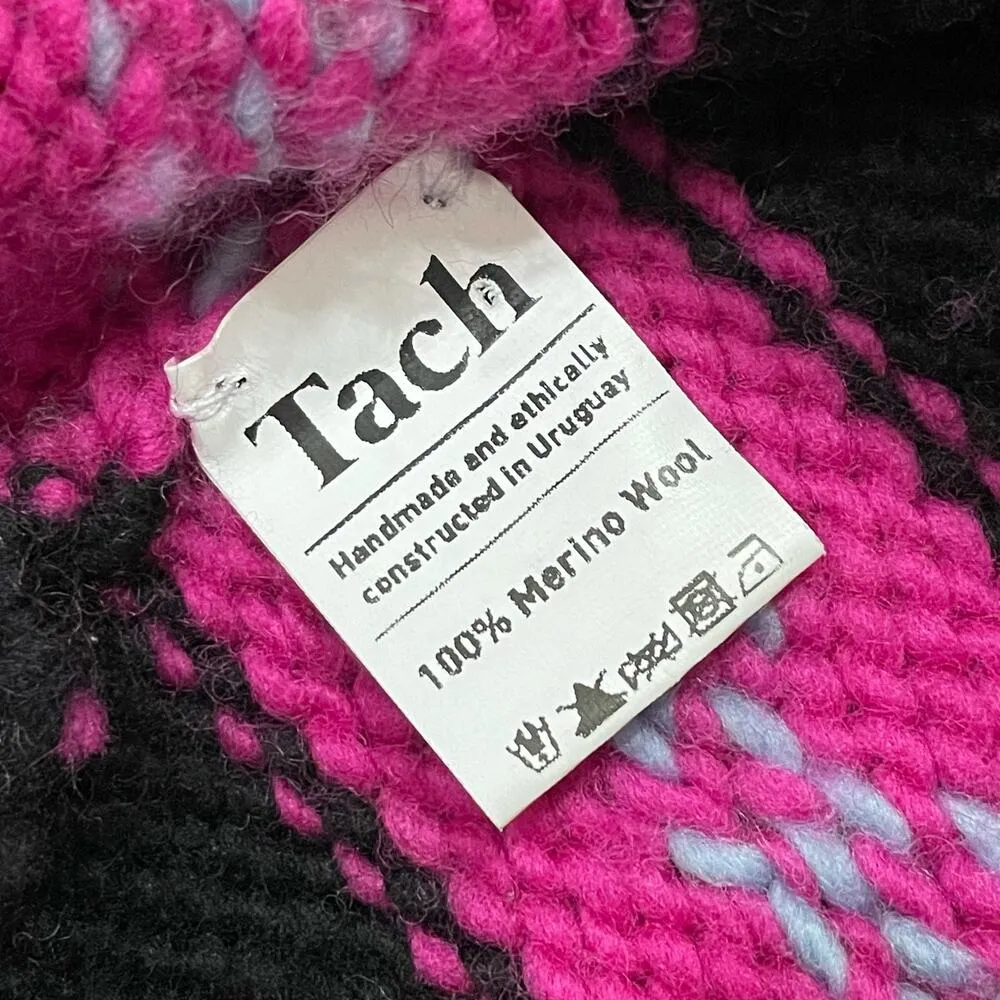 Tach
Handmade and ethically
constructed in Uruguay
100% Merino Wool